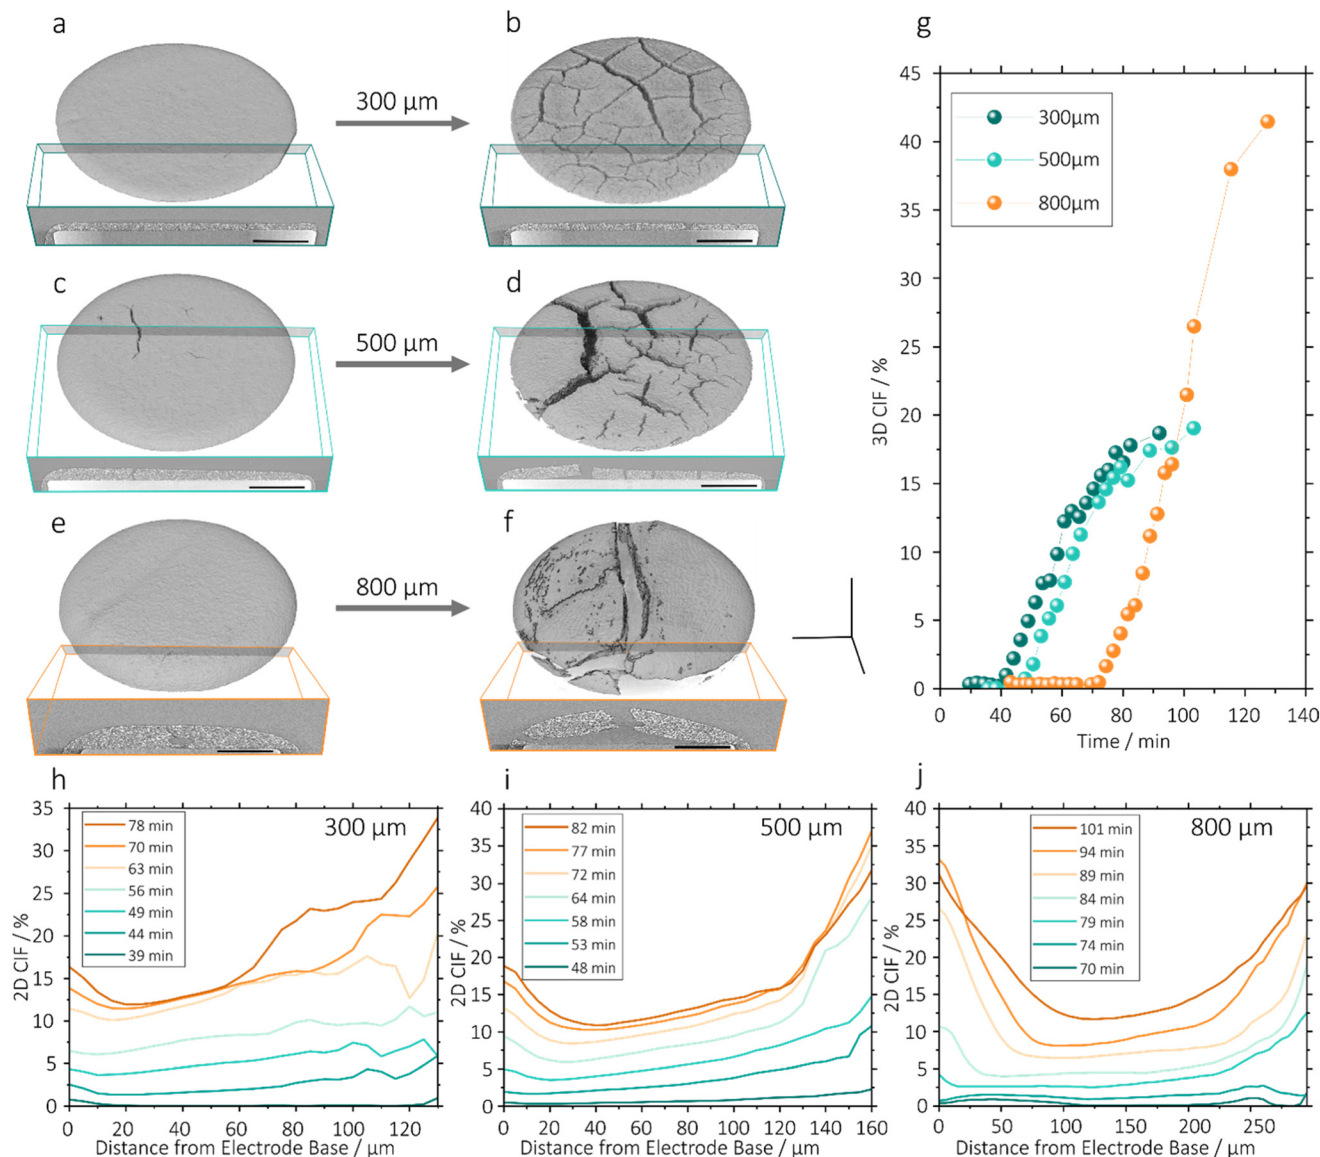 a
b
300 µm
c
d
500 µm
e
f
800 µm
g
45
40
35
30
25
20
15
10
5
0
3D CIF / %
300µm
500µm
800µm
0 40 60 80 100 120 140
Time / min
h
35
30
25
20
15
10
5
0
2D CIF / %
78 min
70 min
63 min
56 min
49 min
44 min
39 min
300 µm
0 20 40 60 80 100 120
Distance from Electrode Base / µm
i
40
35
30
25
20
15
10
5
0
2D CIF / %
82 min
77 min
72 min
64 min
58 min
53 min
48 min
500 µm
0 20 40 60 80 100 120 140 160
Distance from Electrode Base / µm
j
40
35
30
25
20
15
10
5
0
2D CIF / %
101 min
94 min
89 min
84 min
79 min
74 min
70 min
800 µm
0 50 100 150 200 250
Distance from Electrode Base / µm